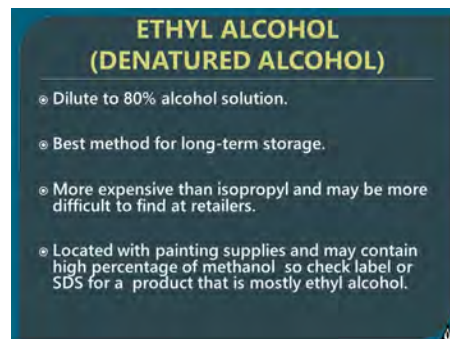 ETHYL ALCOHOL
(DENATURED ALCOHOL)
Dilute to 80% alcohol solution.
Best method for long-term storage.
More expensive than isopropyl and may be more
difficult to find at retailers.
Located with painting supplies and may contain
high percentage of methanol so check label or
SDS for a product that is mostly ethyl alcohol.